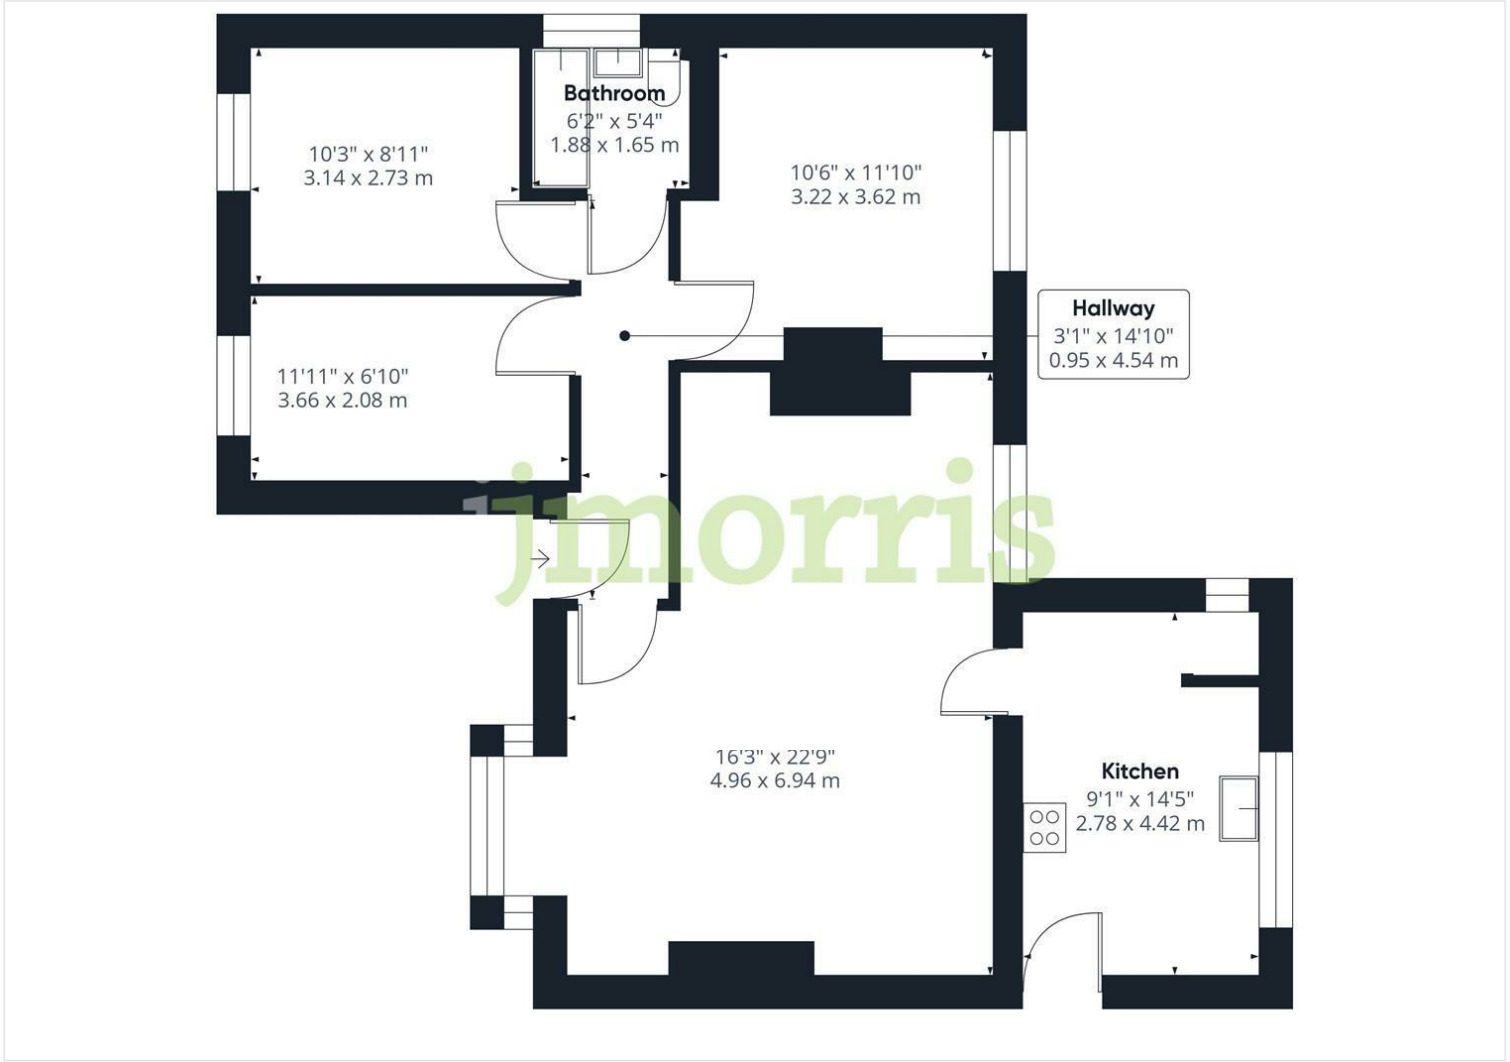 Bathroom
6'2" x 5'4"
1.88 x 1.65 m
10'3" x 8'11"
3.14 x 2.73 m
10'6" x 11'10"
3.22 x 3.62 m
Hallway
3'1" x 14'10"
0.95 x 4.54 m
11'11" x 6'10"
3.66 x 2.08 m
jjmorris
16'3" x 22'9"
4.96 x 6.94 m
Kitchen
9'1" x 14'5"
2.78 x 4.42 m